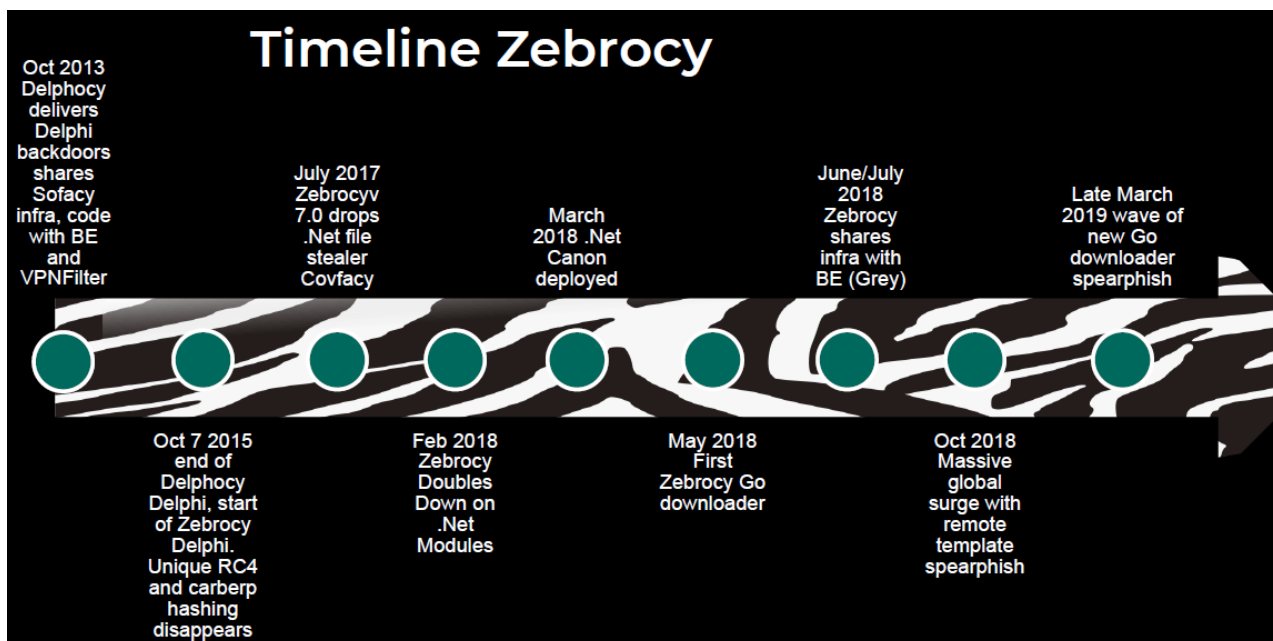 Timeline Zebrocy
Oct 2013
Delphocy
delivers
Delphi
backdoors
shares
Sofacy
infra, code
with BE
and
VPNFilter
Oct 7 2015
end of
Delphocy
Delphi, start
of Zebrocy
Delphi.
Unique RC4
and carberp
hashing
disappears
July 2017
Zebrocyv
7.0 drops
.Net file
stealer
Covfacy
Feb 2018
Zebrocy
Doubles
Down on
.Net
Modules
March
2018 .Net
Canon
deployed
May 2018
First
Zebrocy Go
downloader
June/July
2018
Zebrocy
shares
infra with
BE (Grey)
Oct 2018
Massive
global
surge with
remote
template
spearphish
Late March
2019 wave of
new Go
downloader
spearphish